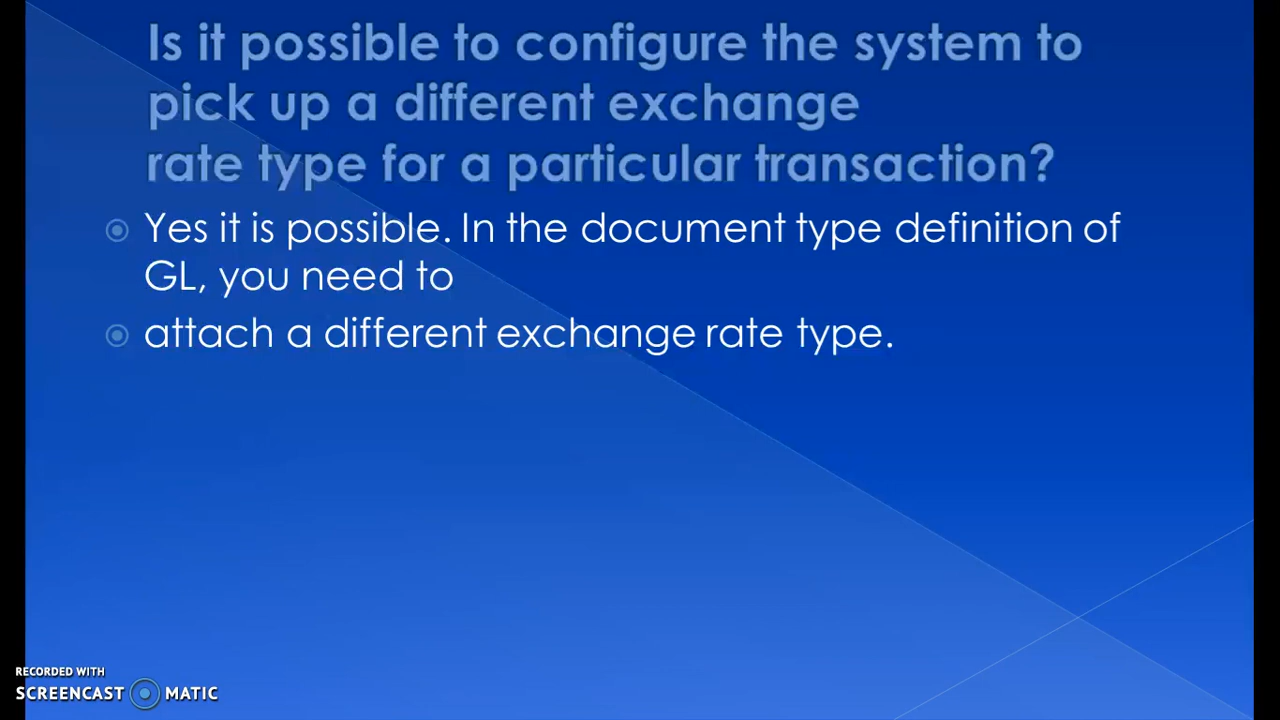 Is it possible to configure the system to
pick up a different exchange
rate type for a particular transaction?
Yes it is possible. In the document type definition of
GL, you need to
attach a different exchange rate type.
RECORDED WITH
SCREENCAST MATIC